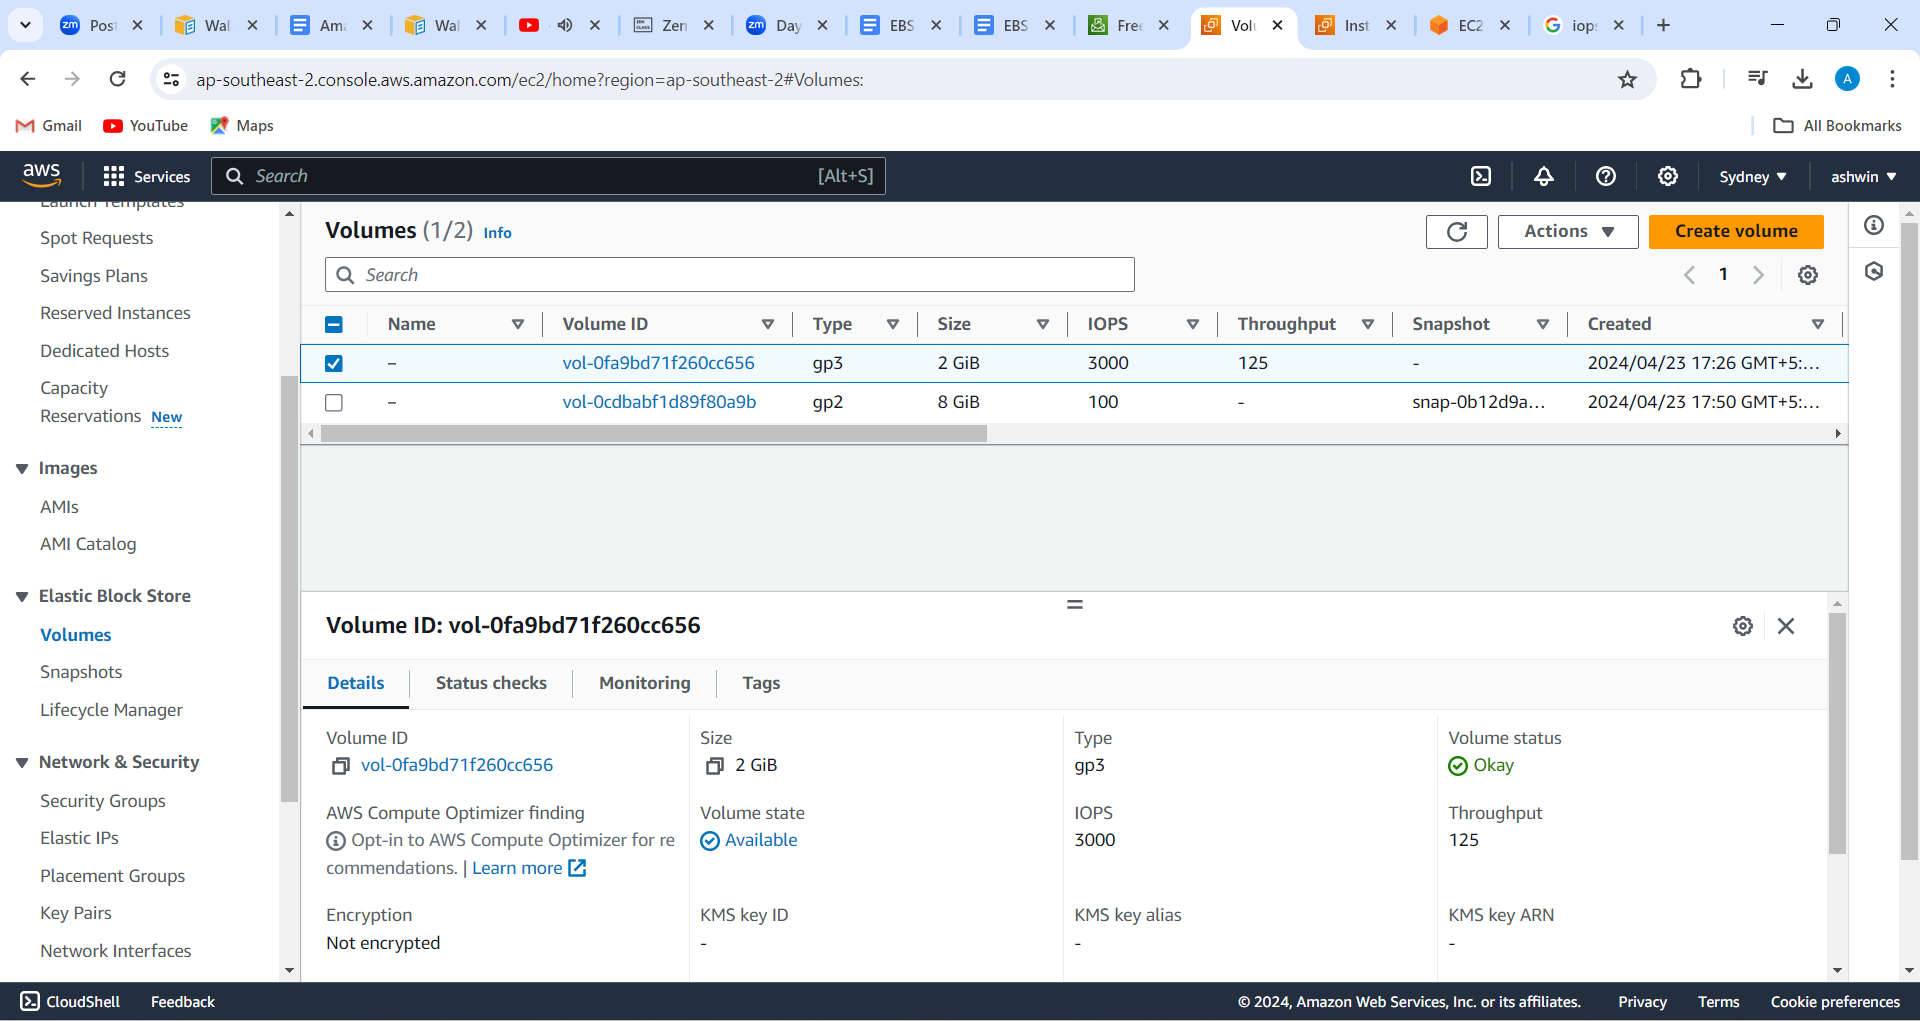 Post
Wal
Ama
Wal
Zen
Day
EBS
EBS
Free
Volu
Inst
EC2
iops
ap-southeast-2.console.aws.amazon.com/ec2/home?region=ap-southeast-2#Volumes:
A
Gmail
YouTube
Maps
All Bookmarks
aws
Services
Search
[Alt+S]
Sydney
ashwin
Launch Templates
Spot Requests
Savings Plans
Reserved Instances
Dedicated Hosts
Capacity
Reservations New
Images
AMIs
AMI Catalog
Elastic Block Store
Volumes
Snapshots
Lifecycle Manager
Network & Security
Security Groups
Elastic IPs
Placement Groups
Key Pairs
Network Interfaces
Volumes (1/2) Info
Actions
Create volume
Search
1
Name Volume ID Type Size IOPS Throughput Snapshot Created
– vol-0fa9bd71f260cc656 gp3 2 GiB 3000 125 - 2024/04/23 17:26 GMT+5:...
– vol-0cdbabf1d89f80a9b gp2 8 GiB 100 - snap-0b12d9a... 2024/04/23 17:50 GMT+5:...
Volume ID: vol-0fa9bd71f260cc656
Details
Status checks
Monitoring
Tags
Volume ID
vol-0fa9bd71f260cc656
Size
2 GiB
Type
gp3
Volume status
Okay
AWS Compute Optimizer finding
Opt-in to AWS Compute Optimizer for re
commendations. | Learn more
Volume state
Available
IOPS
3000
Throughput
125
Encryption
Not encrypted
KMS key ID
-
KMS key alias
-
KMS key ARN
-
CloudShell
Feedback
© 2024, Amazon Web Services, Inc. or its affiliates.
Privacy
Terms
Cookie preferences